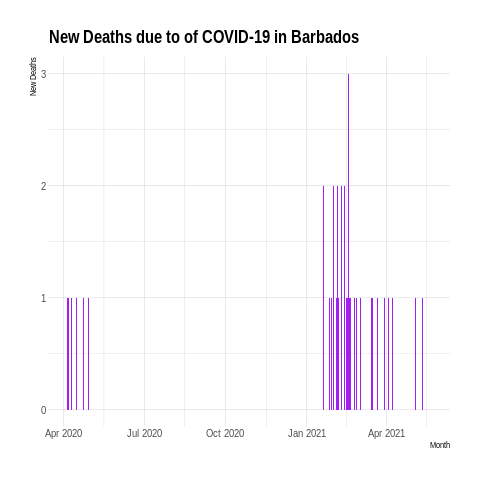 New Deaths due to of COVID-19 in Barbados
New Deaths
3
2
1
0
Apr 2020 Jul 2020 Oct 2020 Jan 2021 Apr 2021
Month